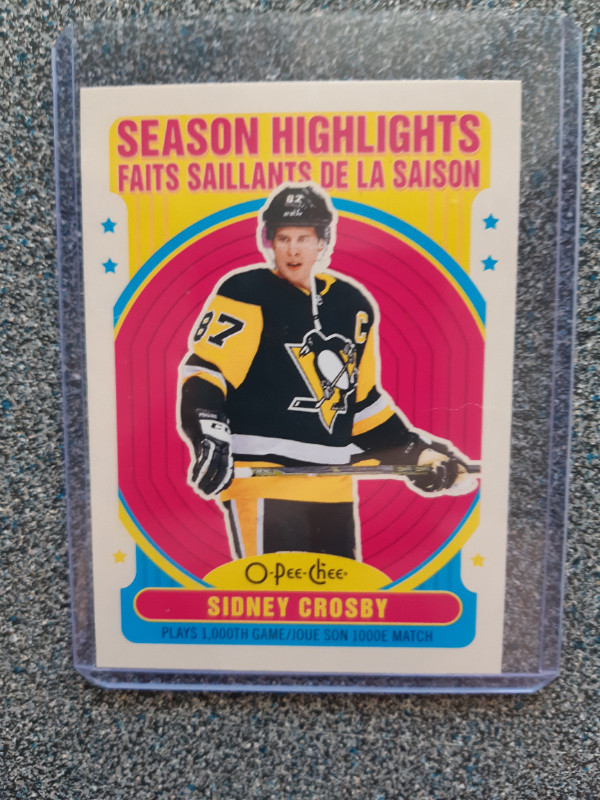 SEASON HIGHLIGHTS
FAITS SAILLANTS DE LA SAISON
87
87
C
O-PEE-CHEE
SIDNEY CROSBY
PLAYS 1,000TH GAME/JOUE SON 1000E MATCH